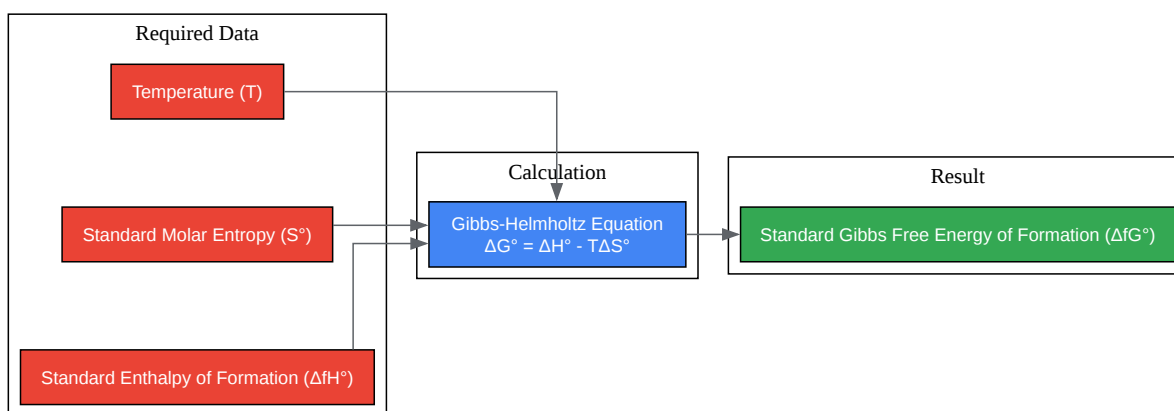 Required Data
Temperature (T)
Standard Molar Entropy (S°)
Standard Enthalpy of Formation (ΔfH°)
Calculation
Gibbs-Helmholtz Equation
ΔG° = ΔH° - TΔS°
Result
Standard Gibbs Free Energy of Formation (ΔfG°)